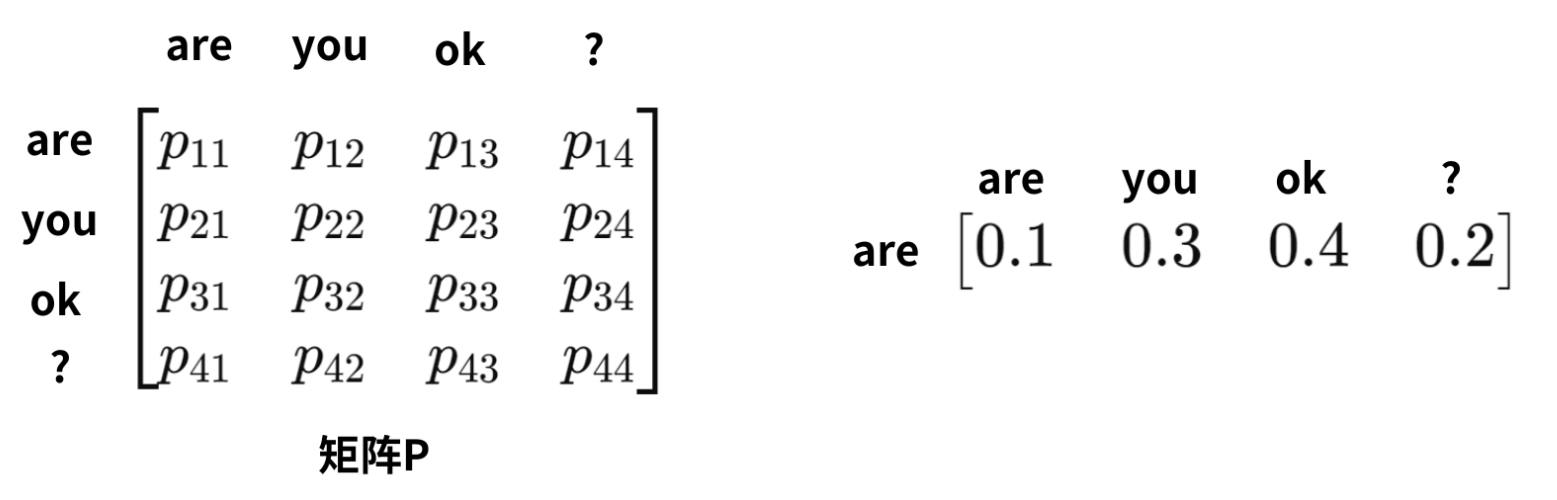 are you ok ?
are p11 p12 p13 p14
you p21 p22 p23 p24
ok p31 p32 p33 p34
? p41 p42 p43 p44
矩阵P
are you ok ?
are [0.1 0.3 0.4 0.2]